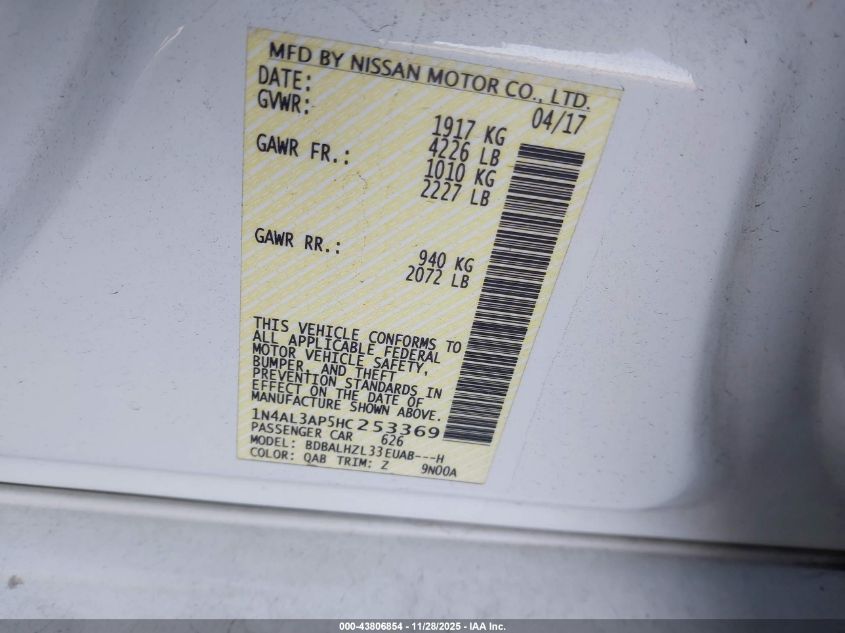 MFD BY NISSAN MOTOR CO., LTD.
DATE: 04/17
GVWR: 1917 KG
4226 LB
GAWR FR.: 1010 KG
2227 LB
GAWR RR.: 940 KG
2072 LB
THIS VEHICLE CONFORMS TO
ALL APPLICABLE FEDERAL
MOTOR VEHICLE SAFETY,
BUMPER, AND THEFT
PREVENTION STANDARDS IN
EFFECT ON THE DATE OF
MANUFACTURE SHOWN ABOVE.
1N4AL3AP5HC253369
PASSENGER CAR 626
MODEL: BDBALHZL33EUAB---H
COLOR: QAB TRIM: Z 9N00A
000-43806854 - 11/28/2025 - IAA Inc.